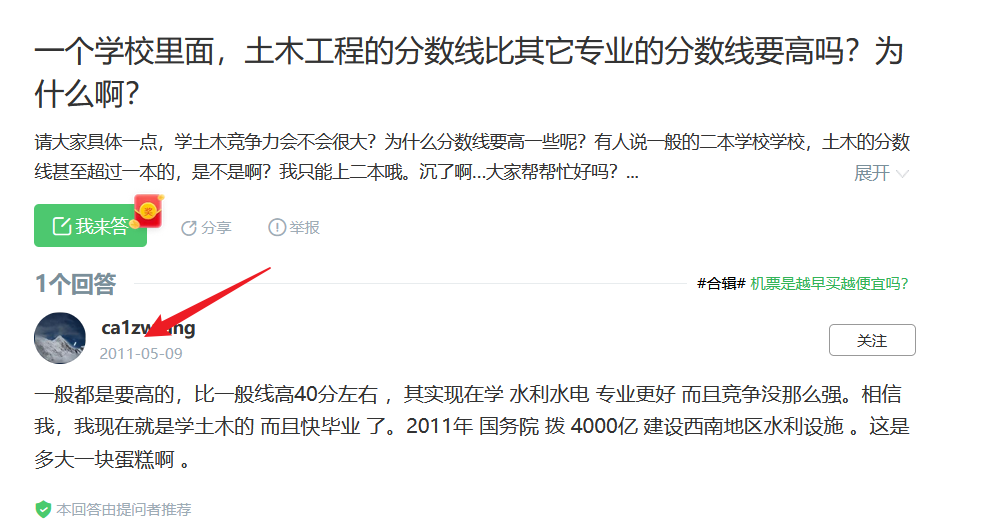 一个学校里面，土木工程的分数线比其它专业的分数线要高吗？为
什么啊？
请大家具体一点，学土木竞争力会不会很大？为什么分数线要高一些呢？有人说一般的二本学校学校，土木的分数
线甚至超过一本的，是不是啊？我只能上二本哦。沉了啊...大家帮帮忙好吗？...
展开
我来答
奖
分享
举报
1个回答
#合辑# 机票是越早买越便宜吗？
2011-05-09
关注
一般都是要高的，比一般线高40分左右 ，其实现在学 水利水电 专业更好 而且竞争没那么强。相信
我，我现在就是学土木的 而且快毕业 了。2011年 国务院 拨 4000亿 建设西南地区水利设施 。这是
多大一块蛋糕啊 。
本回答由提问者推荐